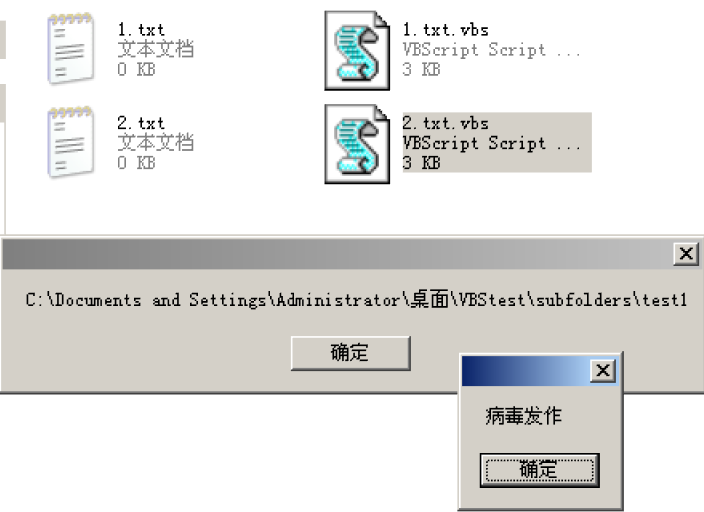 1.txt
文本文档
0 KB
1.txt.vbs
VBScript Script ...
3 KB
2.txt
文本文档
0 KB
2.txt.vbs
VBScript Script ...
3 KB
C:\Documents and Settings\Administrator\桌面\VBStest\subfolders\test1
确定
病毒发作
确定